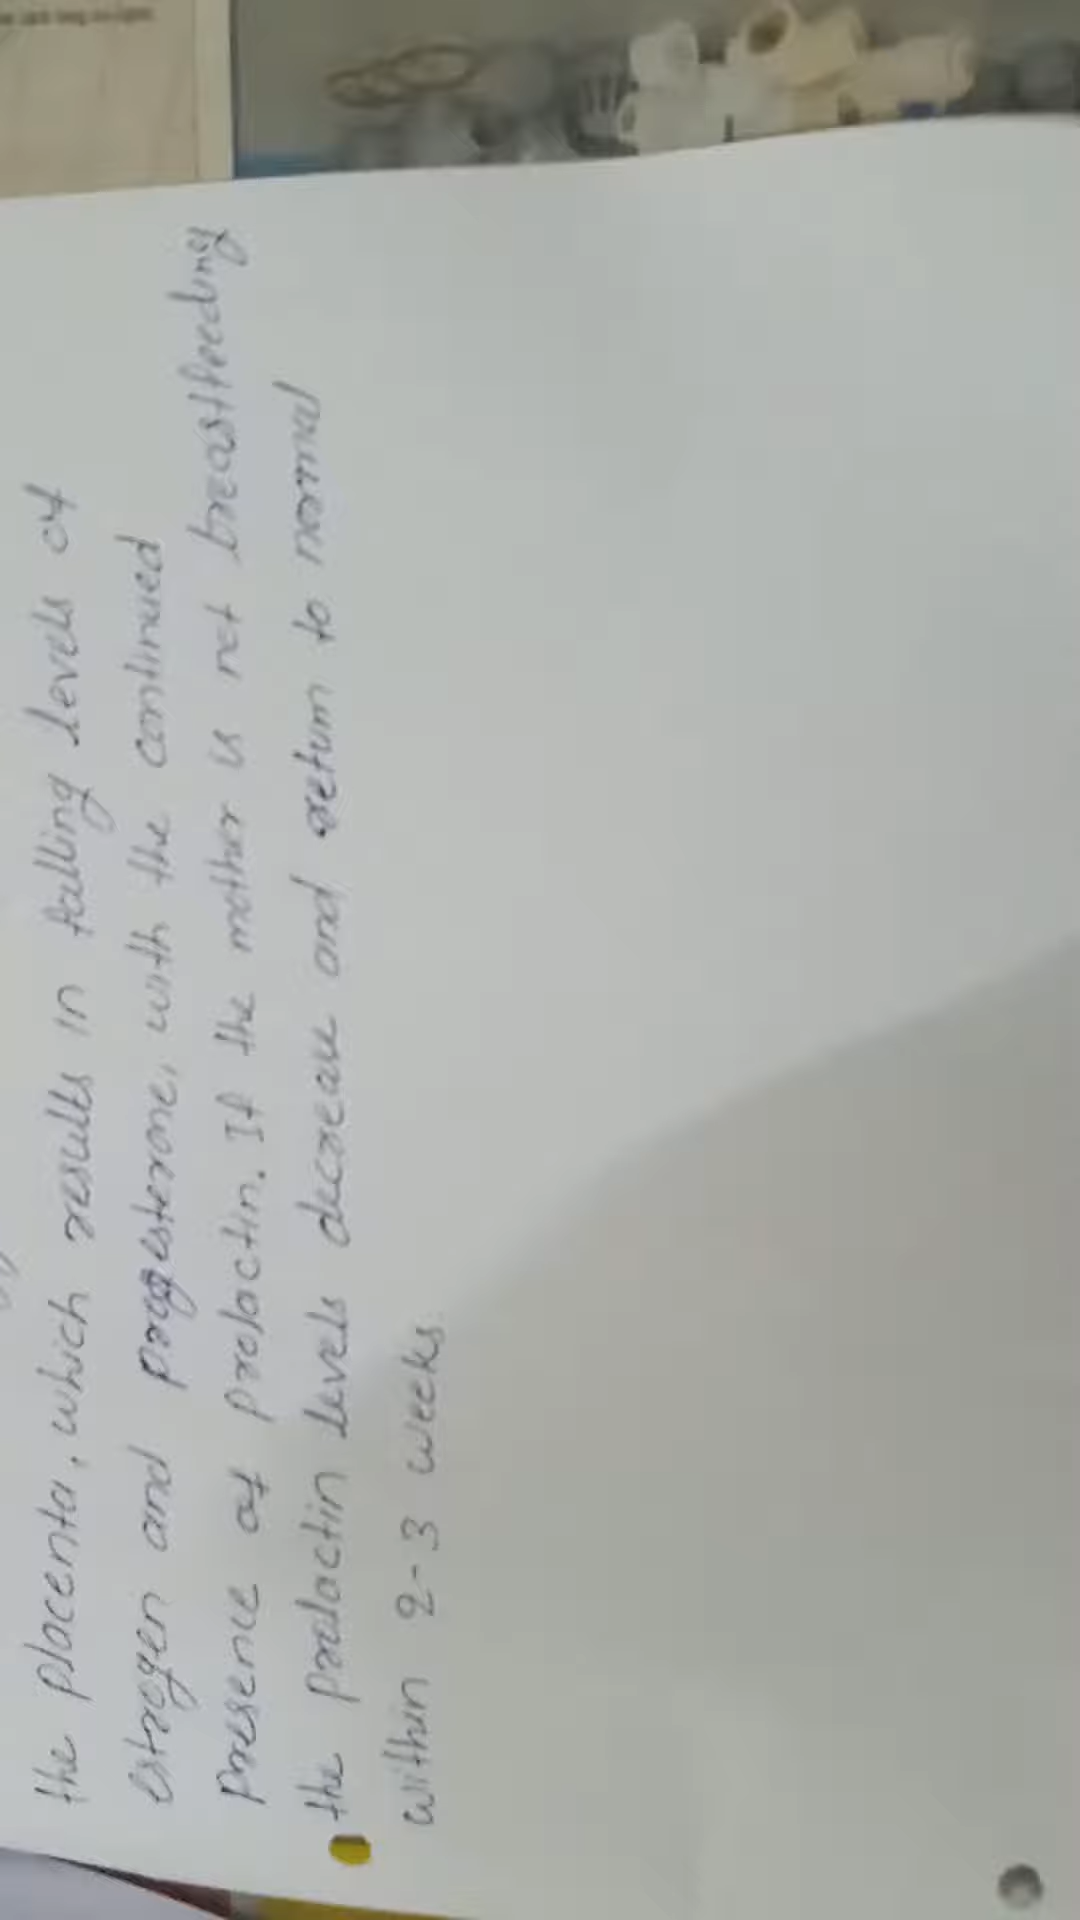 the placenta, which results in falling levels of
estrogen and progesterone, with the continued
presence of prolactin. If the mother is not breastfeeding
the prolactin levels decrease and return to normal
within 2-3 weeks.